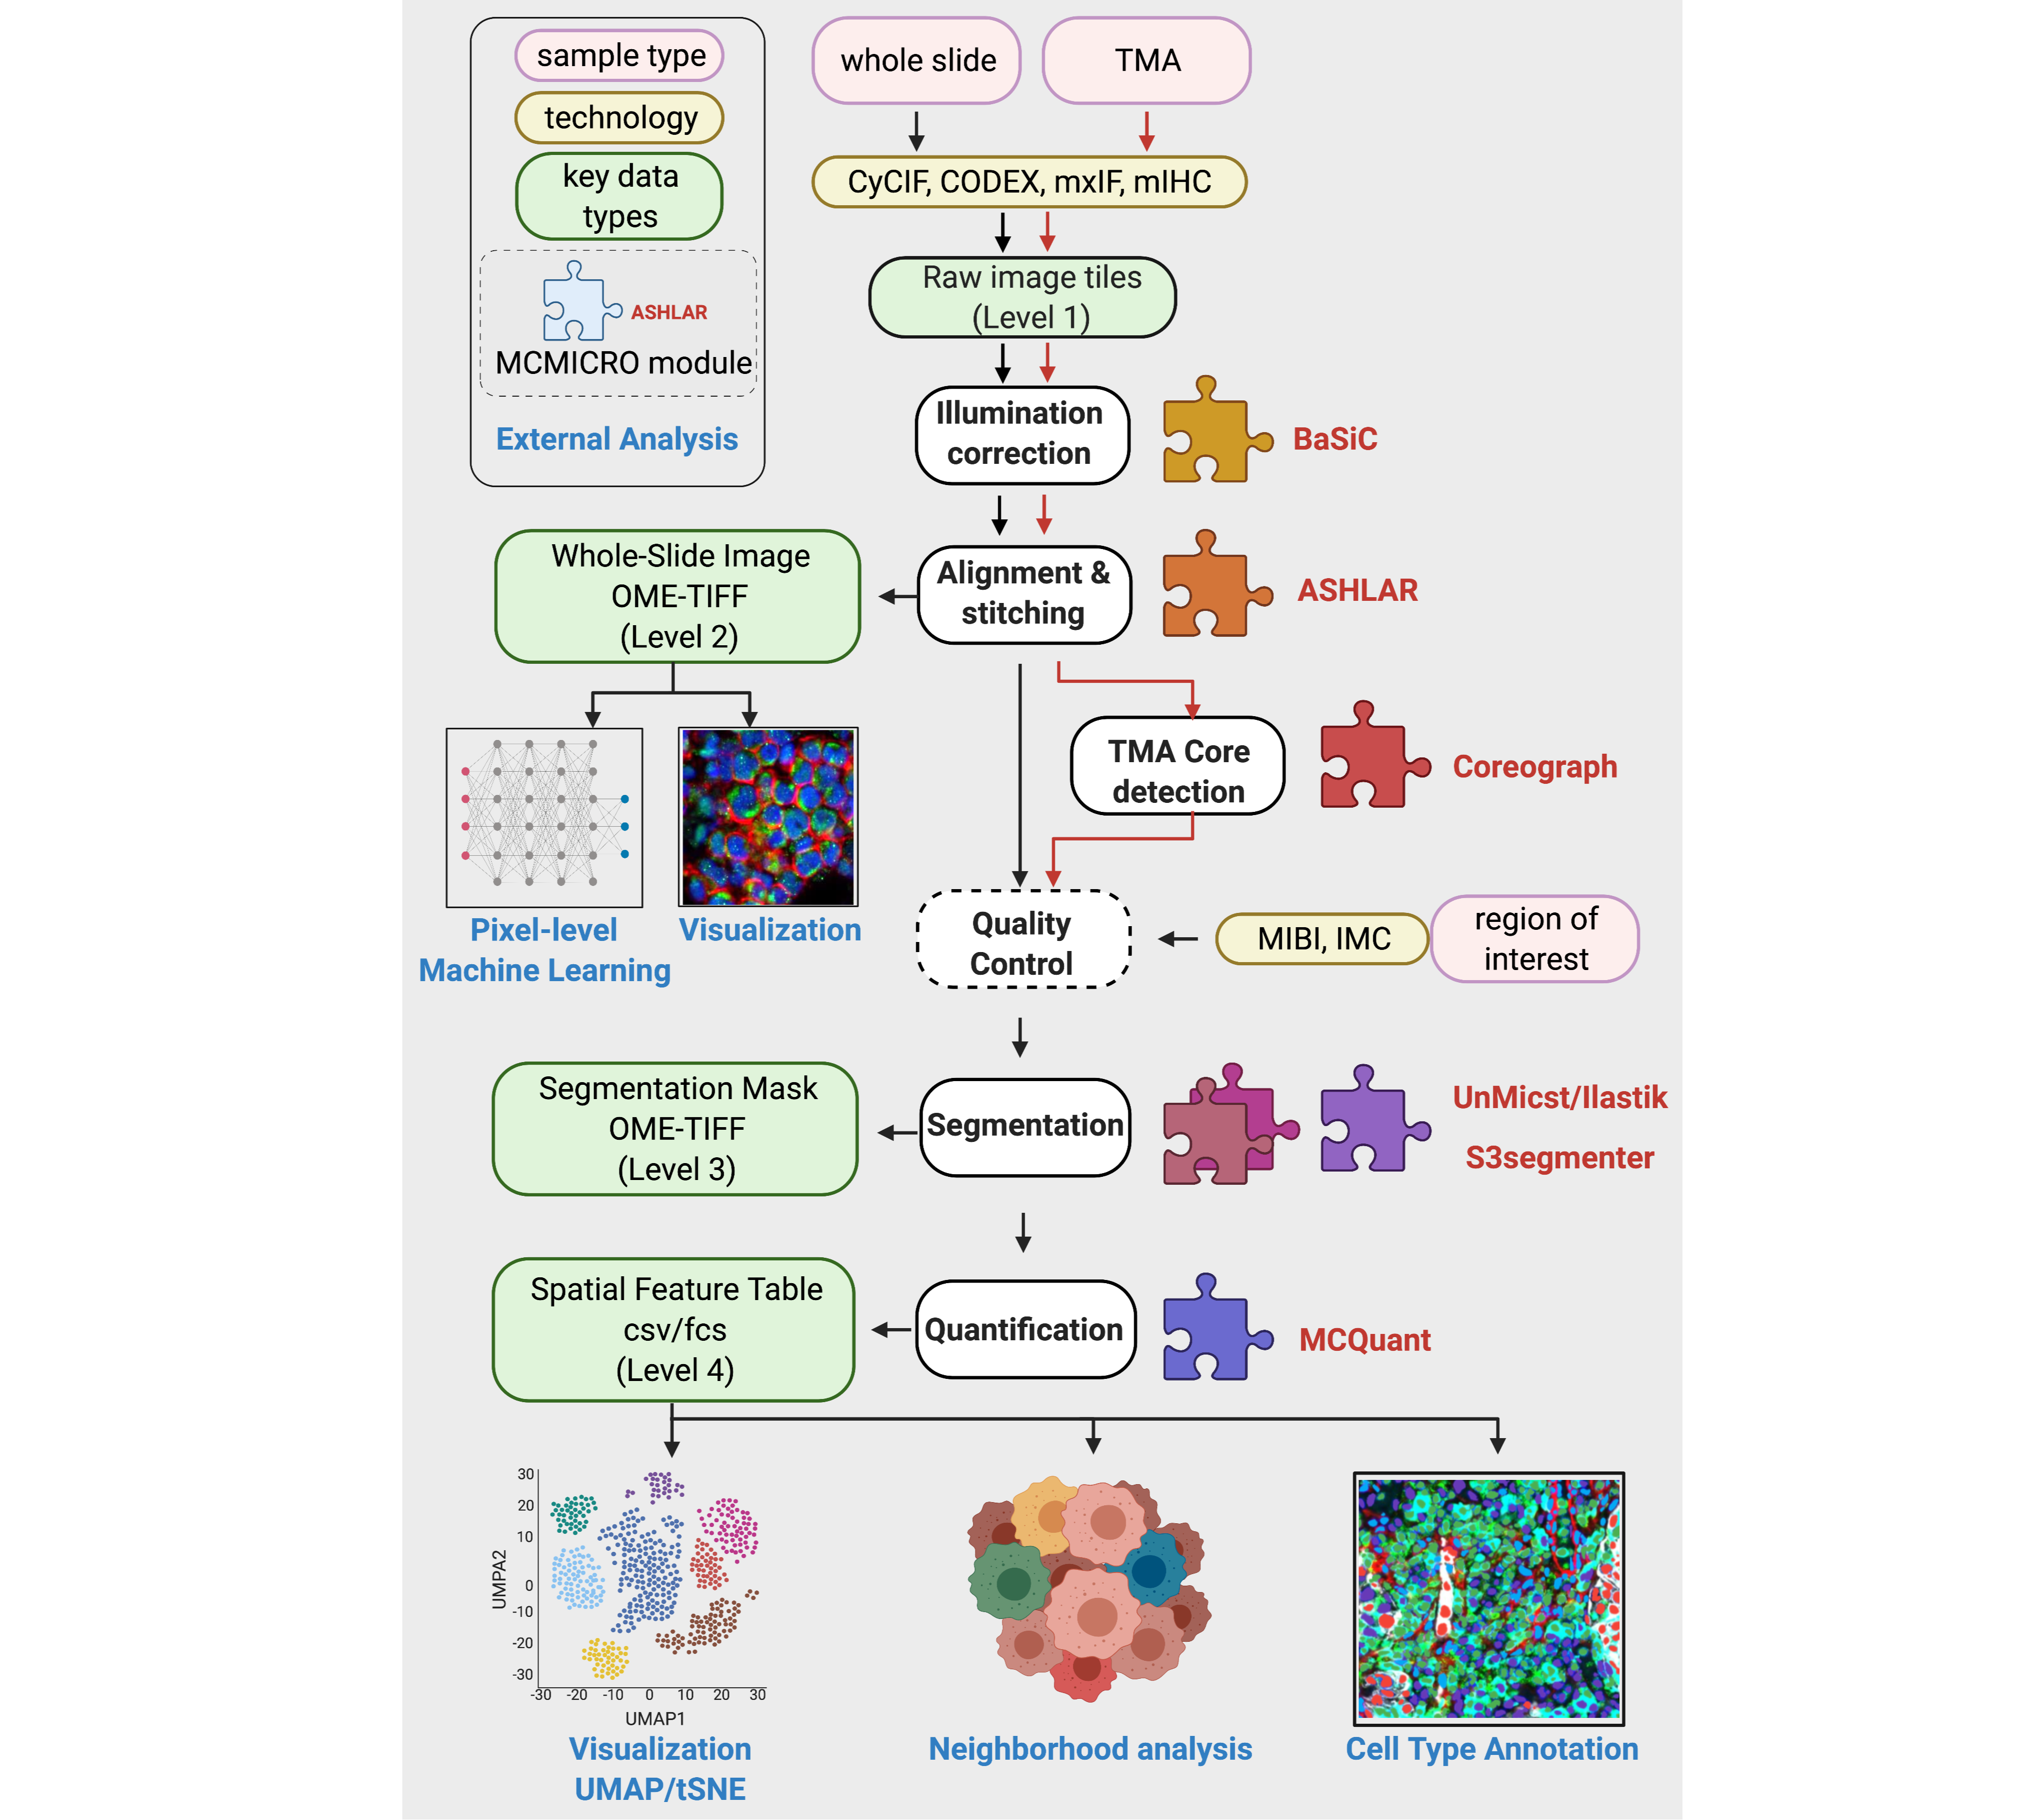 sample type
technology
key data
types
ASHLAR
MCMICRO module
External Analysis
whole slide
TMA
CyCIF, CODEX, mxIF, mIHC
Raw image tiles
(Level 1)
Illumination
correction
BaSiC
Alignment &
stitching
ASHLAR
Whole-Slide Image
OME-TIFF
(Level 2)
TMA Core
detection
Coreograph
Pixel-level
Machine Learning
Visualization
Quality
Control
MIBI, IMC
region of
interest
Segmentation Mask
OME-TIFF
(Level 3)
Segmentation
UnMicst/Ilastik
S3segmenter
Spatial Feature Table
csv/fcs
(Level 4)
Quantification
MCQuant
30
20
10
0
-10
-20
-30
UMPA2
-30 -20 -10 0 10 20 30
UMAP1
Visualization
UMAP/tSNE
Neighborhood analysis
Cell Type Annotation